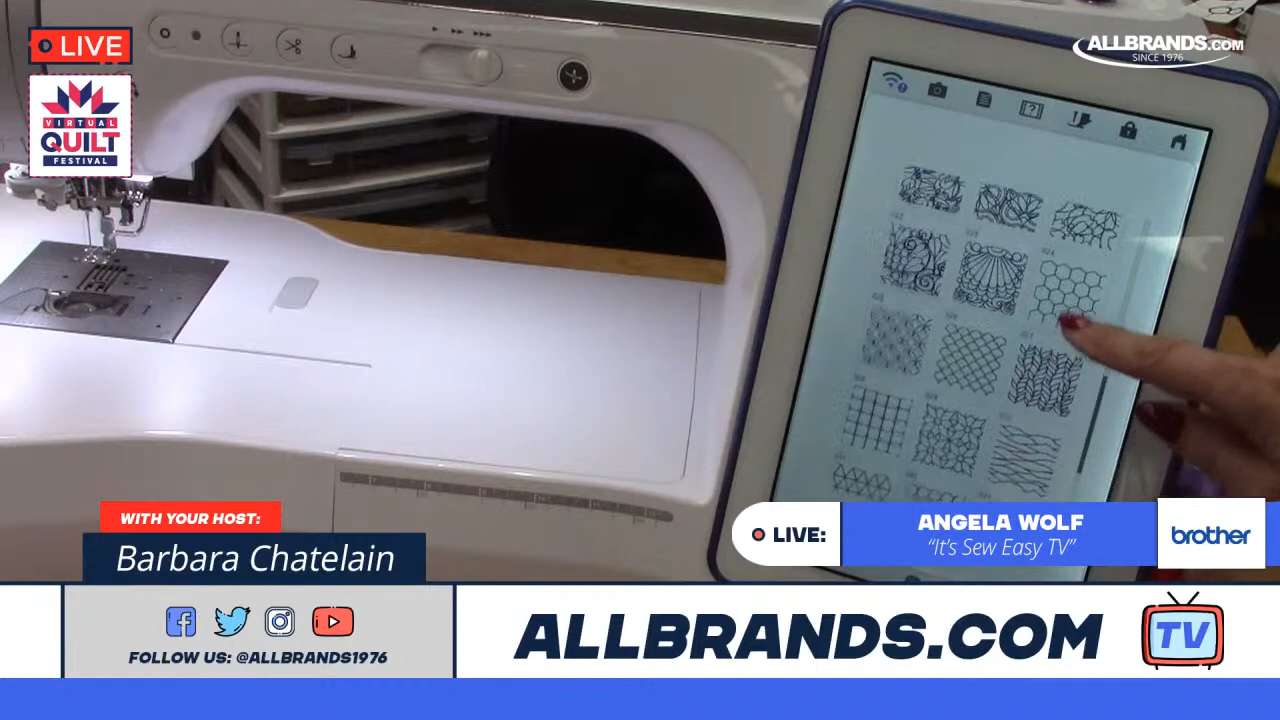 LIVE
VIRTUAL
QUILT
FESTIVAL
ALLBRANDS.COM
SINCE 1976
WITH YOUR HOST:
Barbara Chatelain
LIVE:
ANGELA WOLF
"It's Sew Easy TV"
brother
FOLLOW US: @ALLBRANDS1976
ALLBRANDS.COM
TV